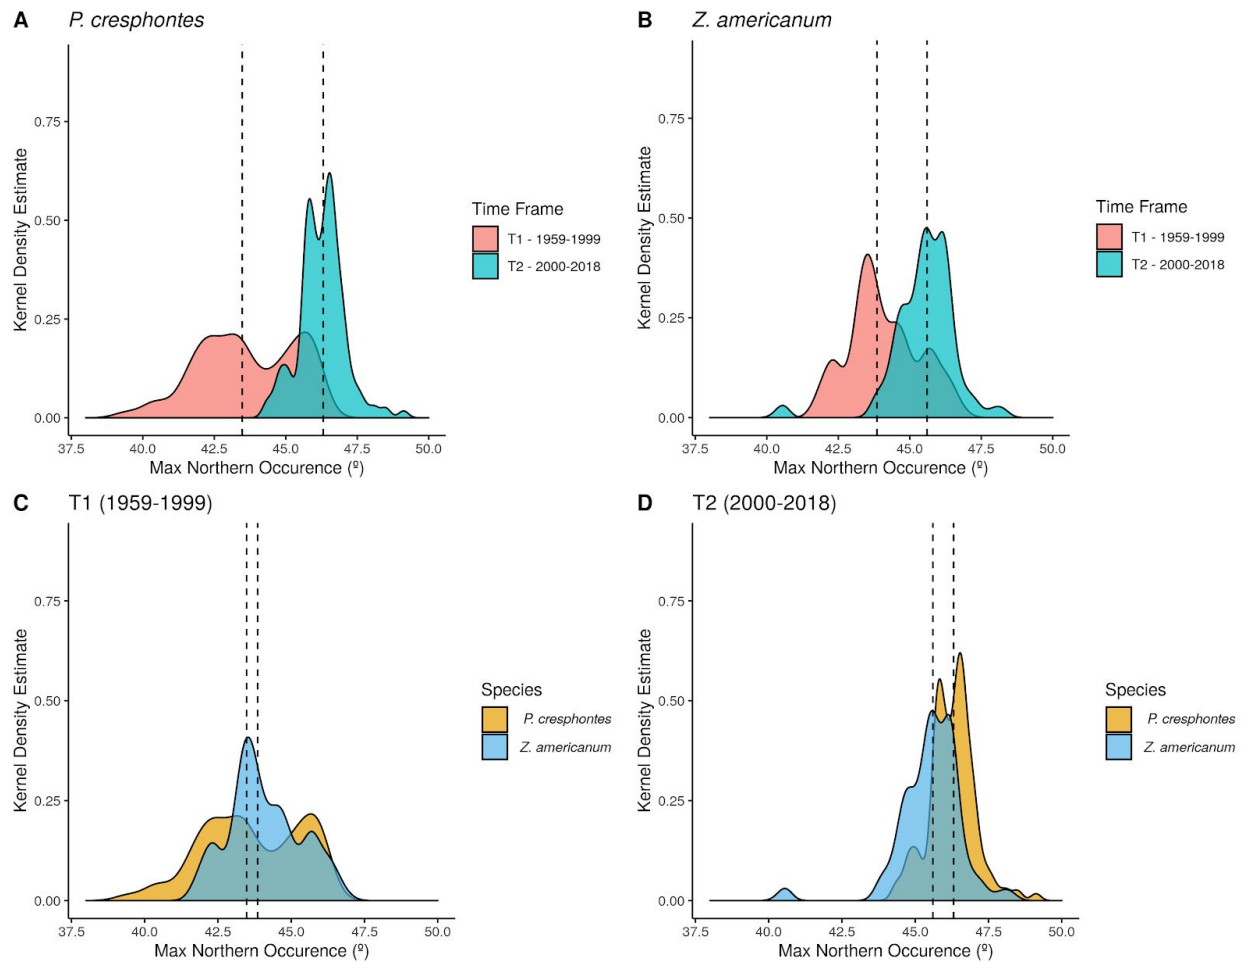 A P. cresphontes
Kernel Density Estimate
0.75
0.50
0.25
0.00
37.5 40.0 42.5 45.0 47.5 50.0
Max Northern Occurence (º)
Time Frame
T1 - 1959-1999
T2 - 2000-2018
B Z. americanum
Kernel Density Estimate
0.75
0.50
0.25
0.00
37.5 40.0 42.5 45.0 47.5 50.0
Max Northern Occurence (º)
Time Frame
T1 - 1959-1999
T2 - 2000-2018
C T1 (1959-1999)
Kernel Density Estimate
0.75
0.50
0.25
0.00
37.5 40.0 42.5 45.0 47.5 50.0
Max Northern Occurence (º)
Species
P. cresphontes
Z. americanum
D T2 (2000-2018)
Kernel Density Estimate
0.75
0.50
0.25
0.00
37.5 40.0 42.5 45.0 47.5 50.0
Max Northern Occurence (º)
Species
P. cresphontes
Z. americanum